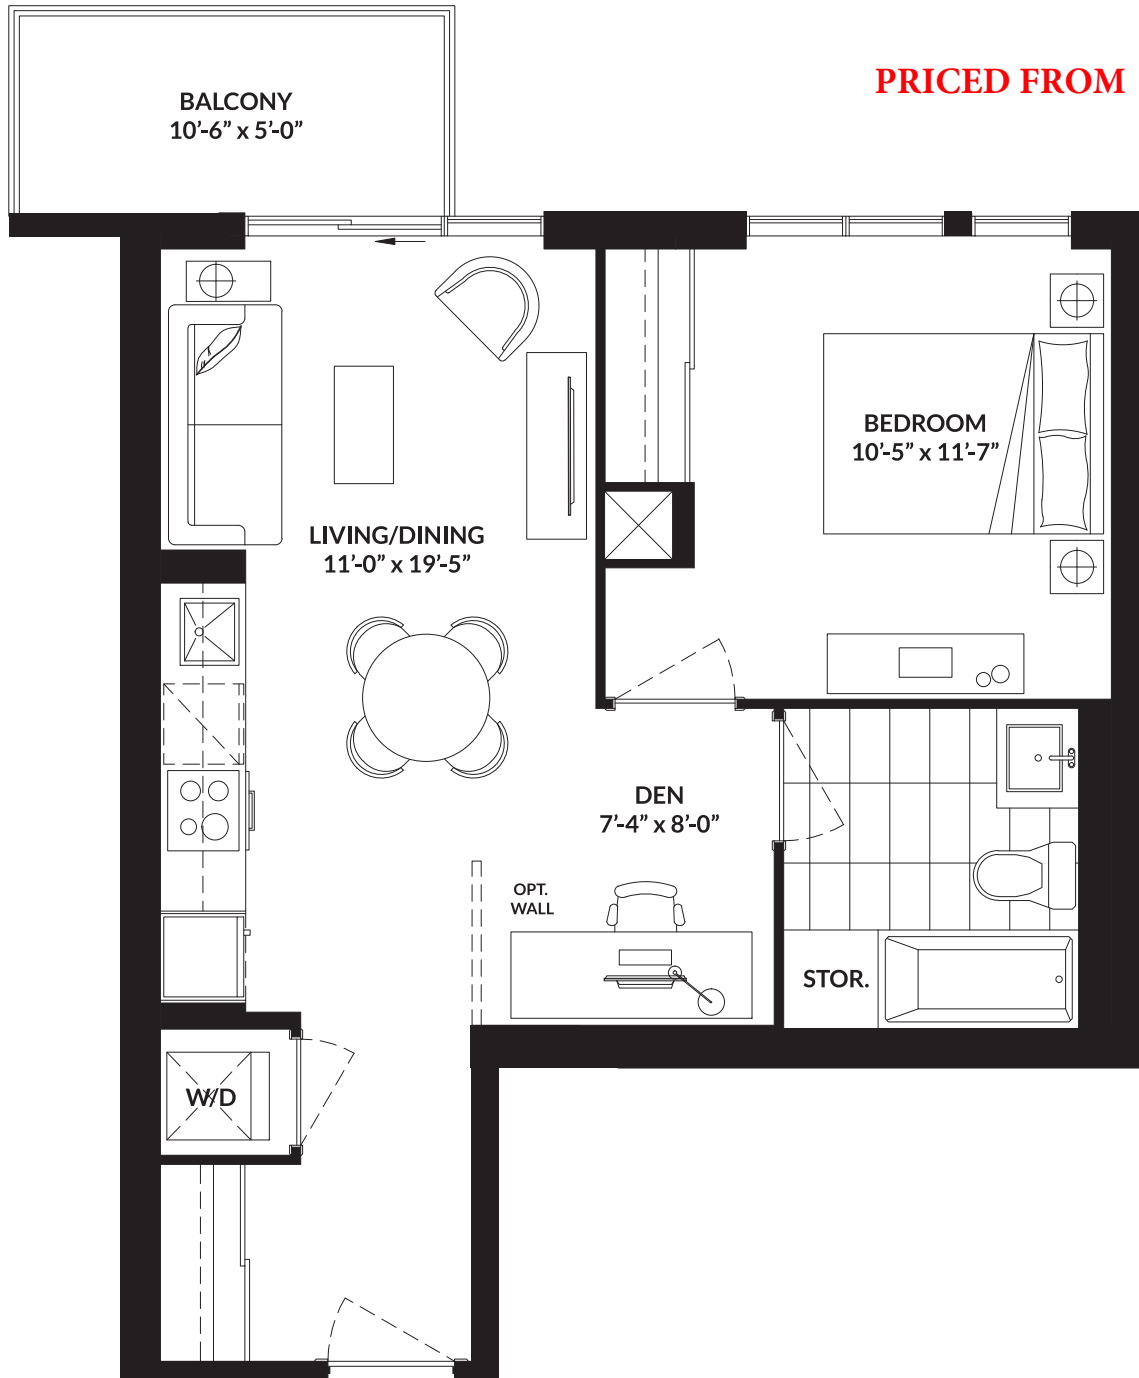 PRICED FROM
BALCONY
10’-6” x 5’-0”
BEDROOM
10’-5” x 11’-7”
LIVING/DINING
11’-0” x 19’-5”
DEN
7’-4” x 8’-0”
OPT.
WALL
STOR.
W/D